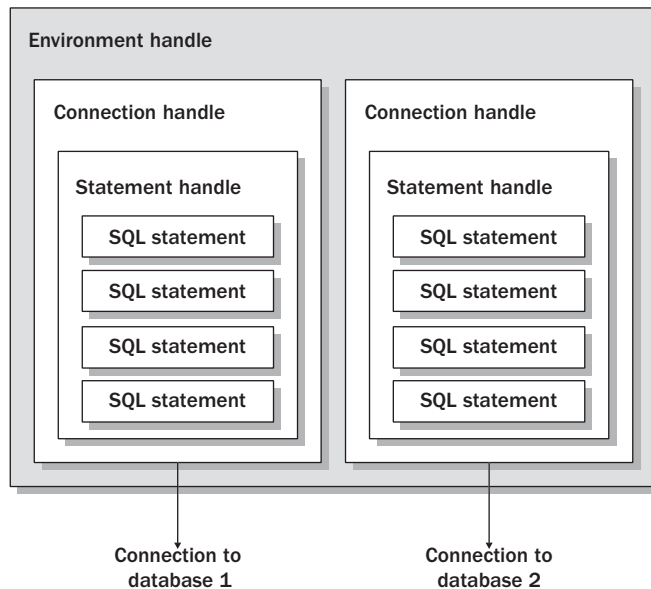 Environment handle
Connection handle
Statement handle
SQL statement
SQL statement
SQL statement
SQL statement
Connection to
database 1
Connection handle
Statement handle
SQL statement
SQL statement
SQL statement
SQL statement
Connection to
database 2